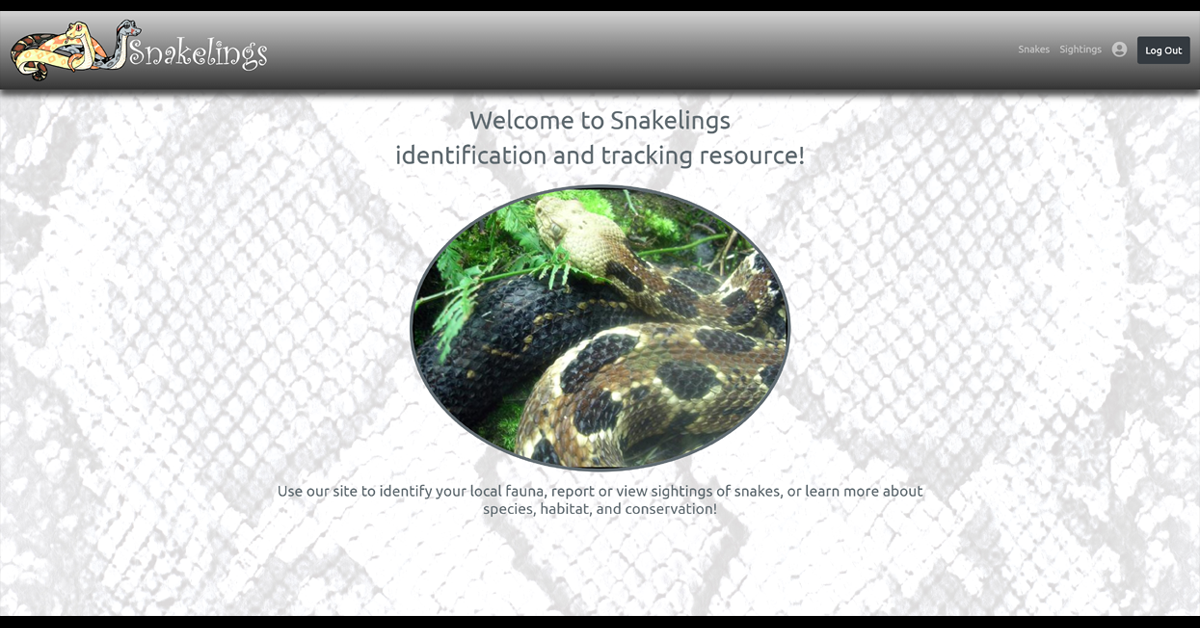 Snakelings
Snakes
Sightings
Log Out
Welcome to Snakelings
identification and tracking resource!
Use our site to identify your local fauna, report or view sightings of snakes, or learn more about
species, habitat, and conservation!